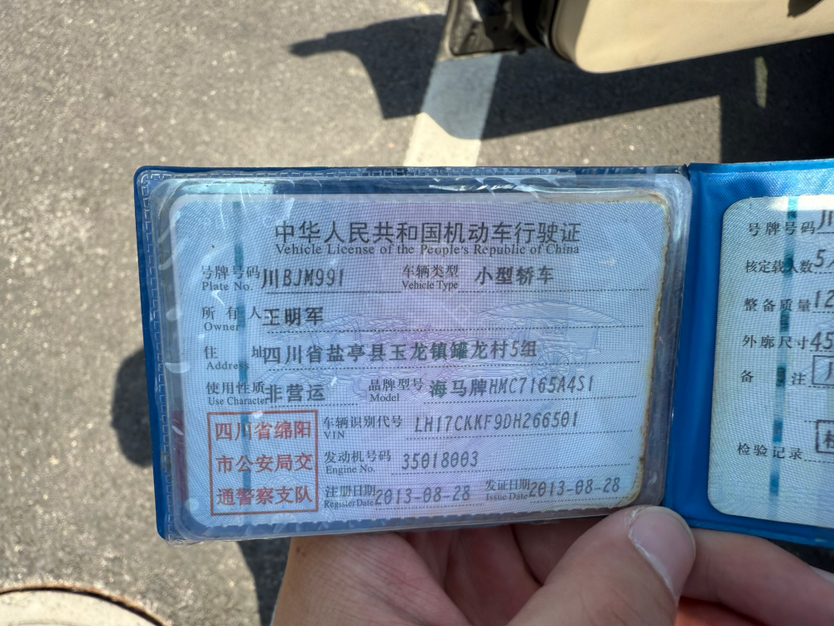 中华人民共和国机动车行驶证
Vehicle License of the People's Republic of China
号牌号码 川BJM991 车辆类型 小型轿车
Plate No. Vehicle Type
所有人 王明军
Owner
住址 四川省盐亭县玉龙镇罐龙村5组
Address
使用性质 非营运 品牌型号 海马牌HMC7165A4S1
Use Character Model
四川省绵阳
市公安局交
通警察支队
车辆识别代号 LH17CKKF9DH266501
VIN
发动机号码 35018003
Engine No.
注册日期 2013-08-28 发证日期 2013-08-28
Register Date Issue Date
号牌号码 川
核定载人数 5人
整备质量 12
外廓尺寸 45
备注
检验记录